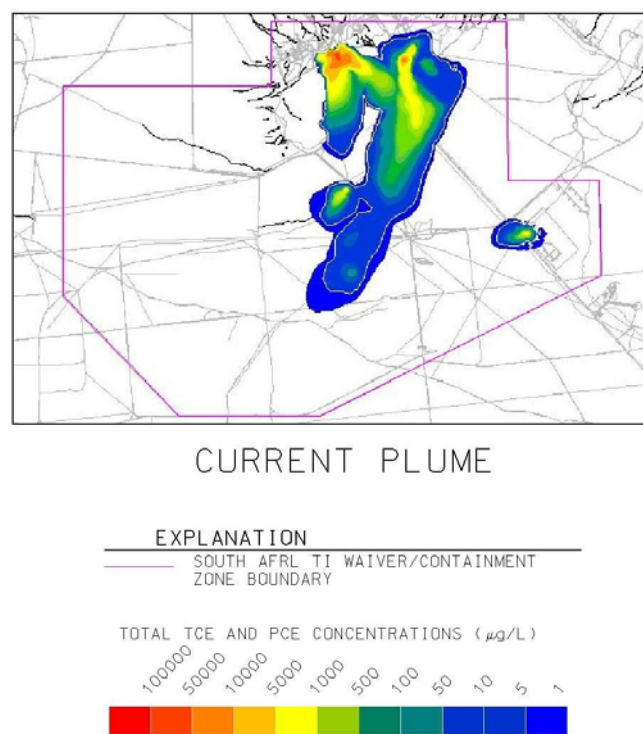 CURRENT PLUME
EXPLANATION
SOUTH AFRL TI WAIVER/CONTAINMENT
ZONE BOUNDARY
TOTAL TCE AND PCE CONCENTRATIONS (µg/L)
100000 50000 10000 5000 1000 500 100 50 10 5 1